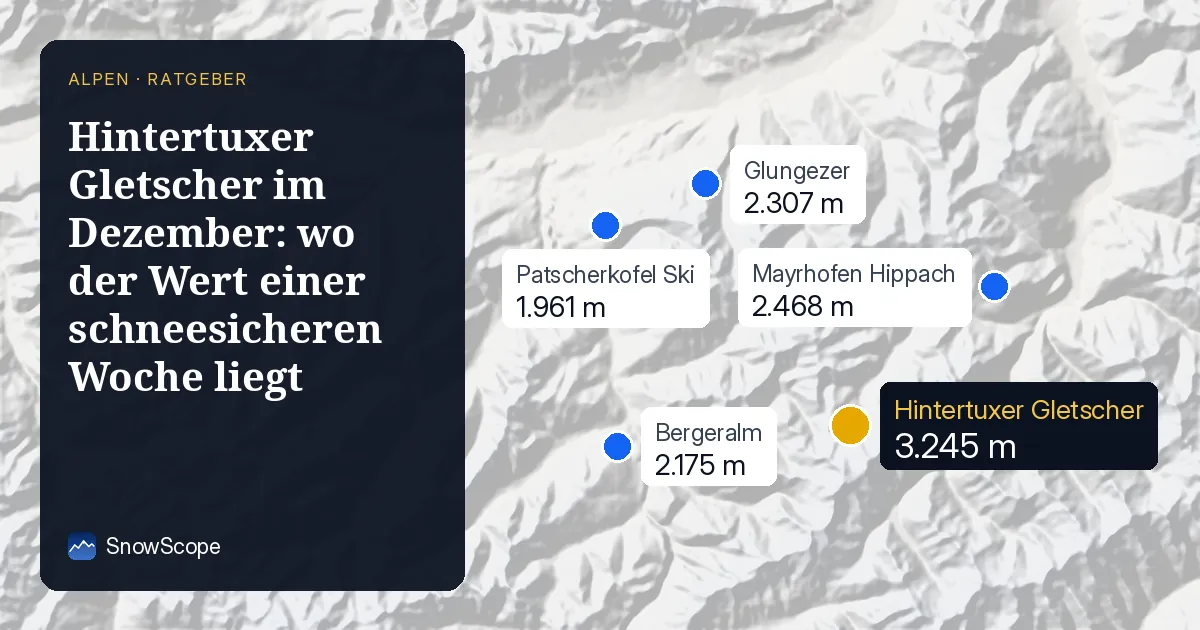 ALPEN · RATGEBER
Hintertuxer
Gletscher im
Dezember: wo
der Wert einer
schneesicheren
Woche liegt
SnowScope
Glungezer
2.307 m
Patscherkofel Ski
1.961 m
Mayrhofen Hippach
2.468 m
Hintertuxer Gletscher
3.245 m
Bergeralm
2.175 m